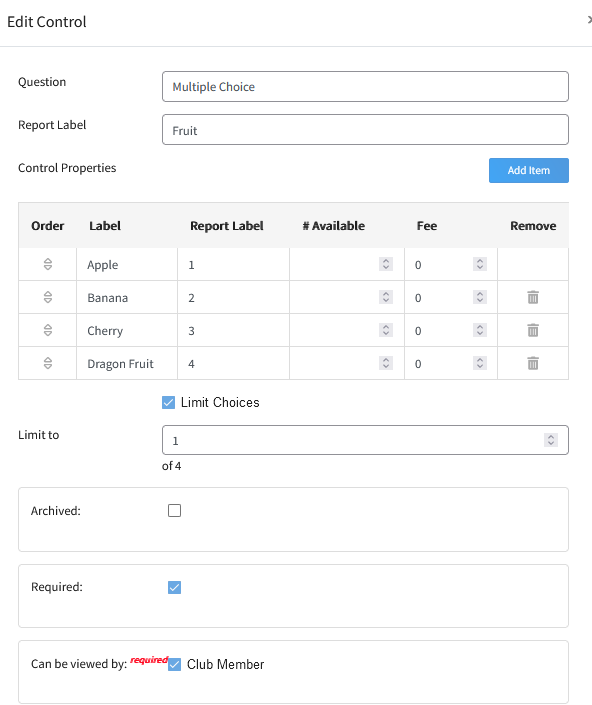 Edit Control
Question
Multiple Choice
Report Label
Fruit
Control Properties
Add Item
Order Label Report Label # Available Fee Remove
Apple 1 0
Banana 2 0
Cherry 3 0
Dragon Fruit 4 0
Limit Choices
Limit to
1
of 4
Archived:
Required:
Can be viewed by: required Club Member